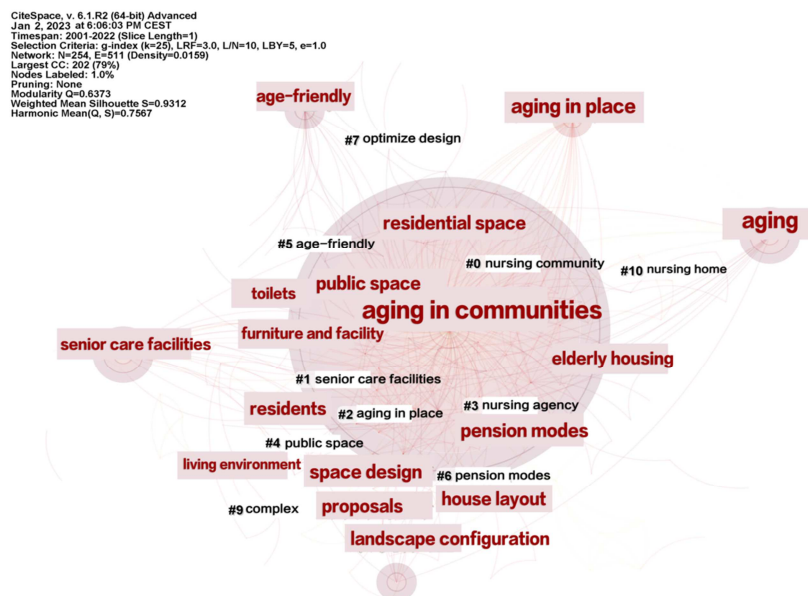 CiteSpace, v. 6.1.R2 (64-bit) Advanced
Jan 2, 2023 at 6:06:03 PM CEST
Timespan: 2001-2022 (Slice Length=1)
Selection Criteria: g-index (k=25), LRF=3.0, L/N=10, LBY=5, e=1.0
Network: N=254, E=511 (Density=0.0159)
Largest CC: 202 (79%)
Nodes Labeled: 1.0%
Pruning: None
Modularity Q=0.6373
Weighted Mean Silhouette S=0.9312
Harmonic Mean(Q, S)=0.7567
age-friendly
aging in place
#7 optimize design
residential space
aging
#5 age-friendly
#0 nursing community
#10 nursing home
public space
toilets
aging in communities
furniture and facility
senior care facilities
elderly housing
#1 senior care facilities
residents
#2 aging in place
#3 nursing agency
pension modes
#4 public space
living environment
space design
#6 pension modes
house layout
#9 complex
proposals
landscape configuration